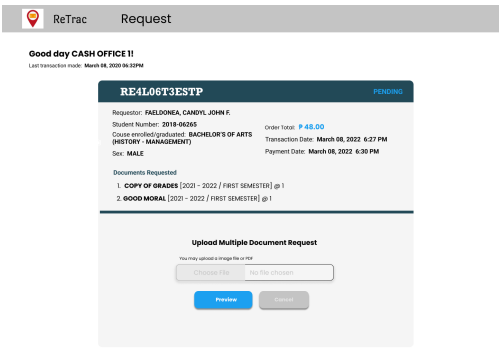 ReTrac Request
Good day CASH OFFICE 1!
Last transaction made: March 08, 2020 06:32PM
RE4L06T3ESTP PENDING
Requestor: FAELDONEA, CANDYL JOHN F.
Student Number: 2018-06265
Couse enrolled/graduated: BACHELOR'S OF ARTS
(HISTORY - MANAGEMENT)
Sex: MALE
Order Total: ₱ 48.00
Transaction Date: March 08, 2022 6:27 PM
Payment Date: March 08, 2022 6:30 PM
Documents Requested
1. COPY OF GRADES [2021 - 2022 / FIRST SEMESTER] @ 1
2. GOOD MORAL [2021 - 2022 / FIRST SEMESTER] @ 1
Upload Multiple Document Request
You may upload a image file or PDF
Choose File No file chosen
Preview Cancel